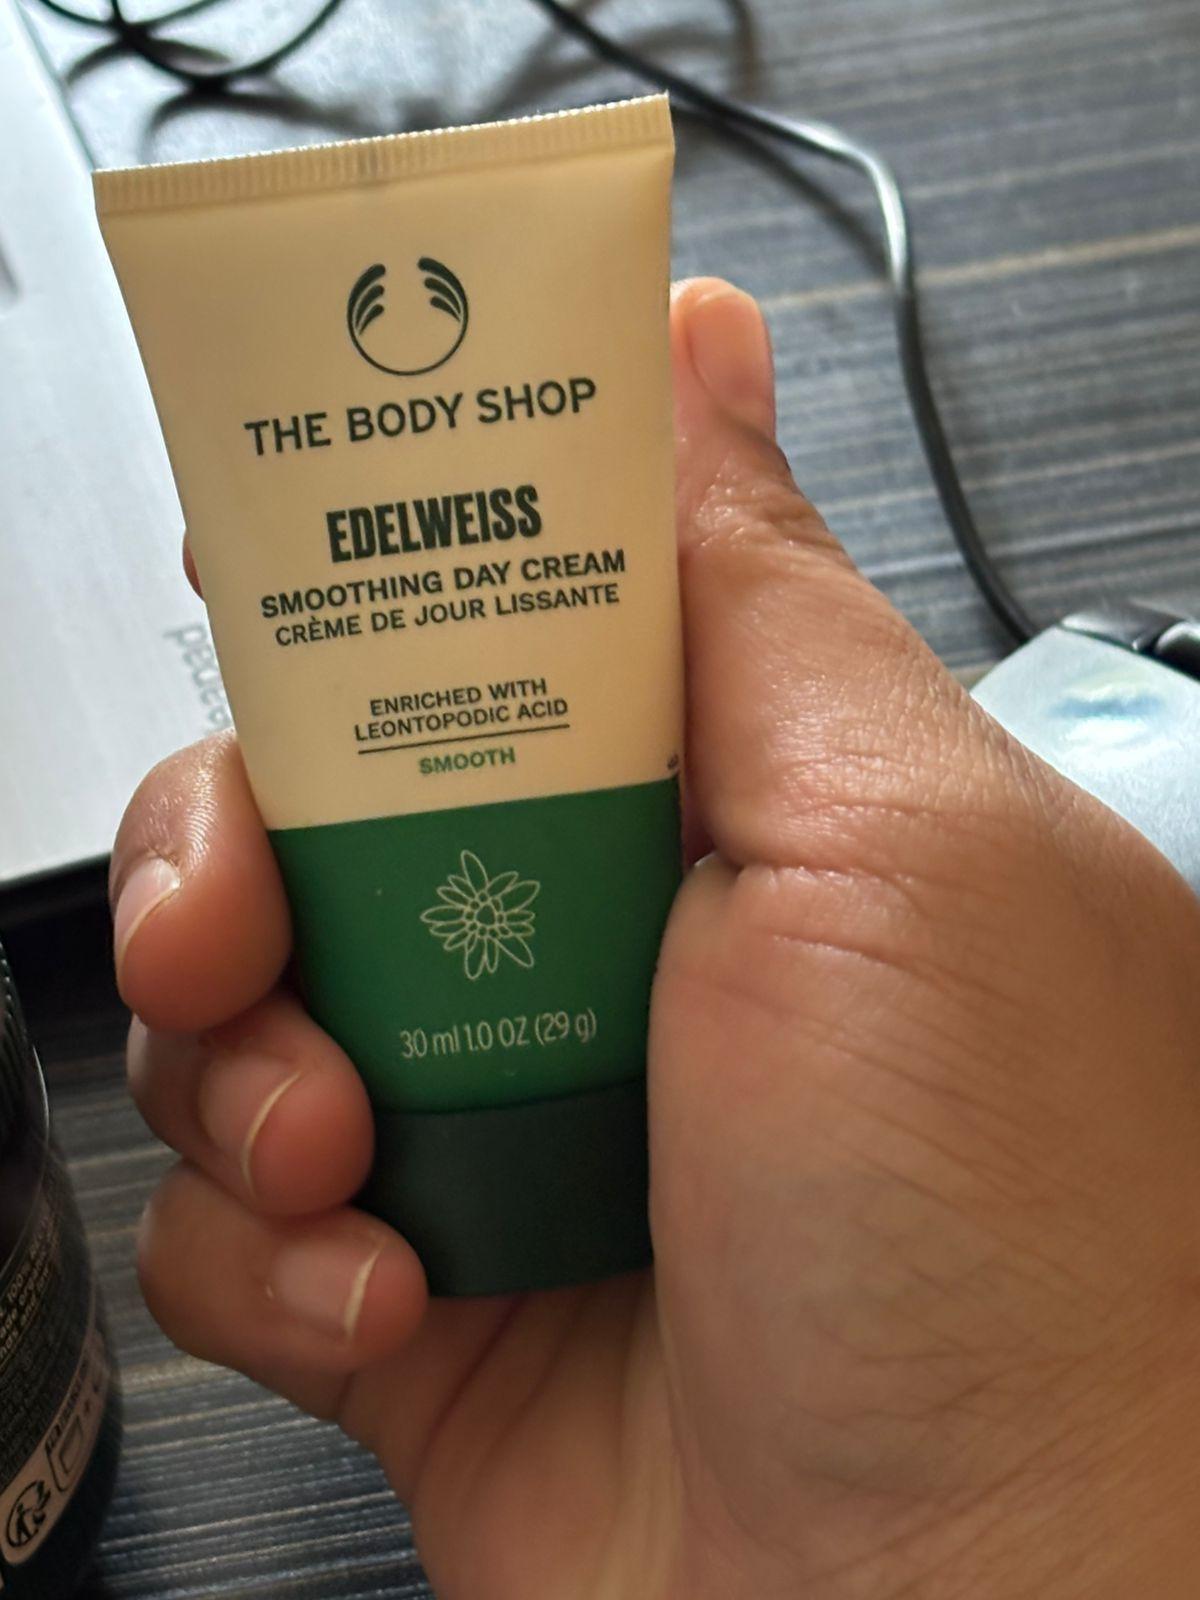 THE BODY SHOP
EDELWEISS
SMOOTHING DAY CREAM
CRÈME DE JOUR LISSANTE
ENRICHED WITH
LEONTOPODIC ACID
SMOOTH
30 ml 1.0 OZ (29 g)